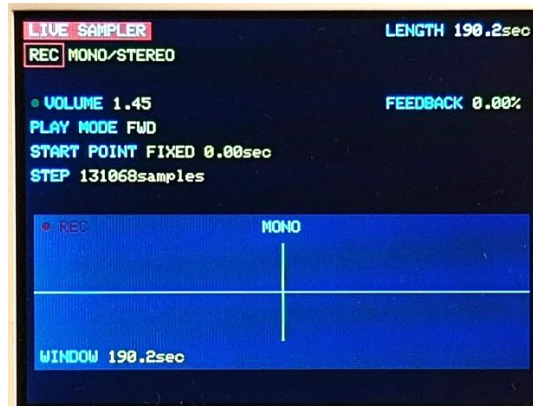 LIVE SAMPLER LENGTH 190.2sec
REC MONO/STEREO
VOLUME 1.45 FEEDBACK 0.00%
PLAY MODE FWD
START POINT FIXED 0.00sec
STEP 131068samples
REC MONO
WINDOW 190.2sec